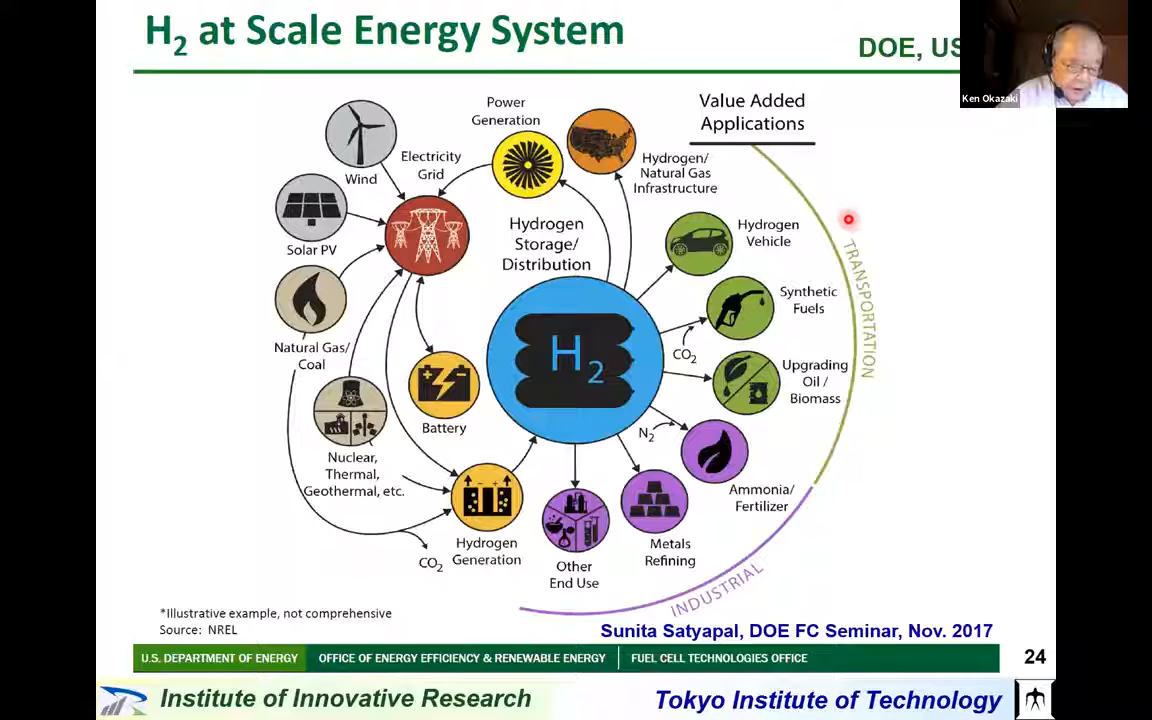 H₂ at Scale Energy System
DOE, US
Ken Okazaki
Value Added
Applications
Power
Generation
Electricity
Grid
Wind
Hydrogen/
Natural Gas
Infrastructure
Solar PV
Hydrogen
Storage/
Distribution
Hydrogen
Vehicle
TRANSPORTATION
Synthetic
Fuels
CO₂
H₂
Natural Gas/
Coal
Upgrading
Oil /
Biomass
Battery
N₂
Nuclear,
Thermal,
Geothermal, etc.
Ammonia/
Fertilizer
Hydrogen
Generation
CO₂
Metals
Refining
Other
End Use
INDUSTRIAL
*Illustrative example, not comprehensive
Source: NREL
Sunita Satyapal, DOE FC Seminar, Nov. 2017
U.S. DEPARTMENT OF ENERGY
OFFICE OF ENERGY EFFICIENCY & RENEWABLE ENERGY
FUEL CELL TECHNOLOGIES OFFICE
24
Institute of Innovative Research
Tokyo Institute of Technology